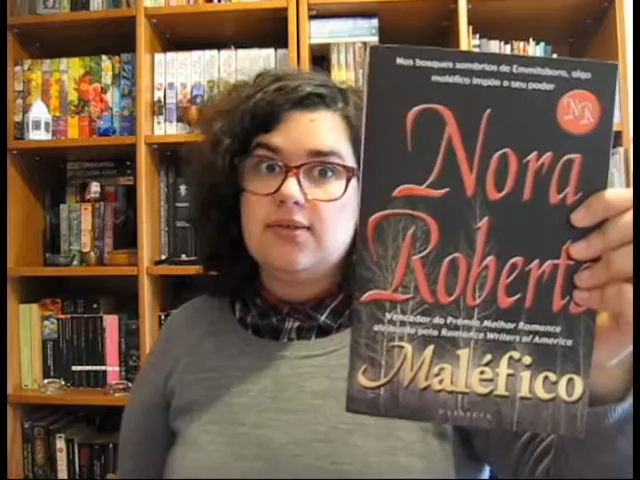 Nos bosques sombrios de Emmitsboro, algo
maléfico impõe o seu poder
NR
Nora
Roberts
Vencedor do Prémio Melhor Romance
atribuído pelo Romance Writers of America
Maléfico